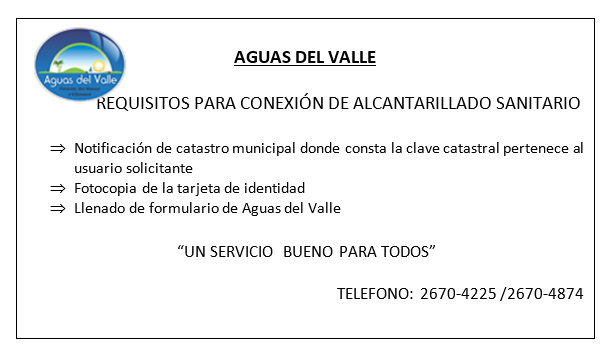 AGUAS DEL VALLE
Aguas del Valle
REQUISITOS PARA CONEXIÓN DE ALCANTARILLADO SANITARIO
⇒ Notificación de catastro municipal donde consta la clave catastral pertenece al
usuario solicitante
⇒ Fotocopia de la tarjeta de identidad
⇒ Llenado de formulario de Aguas del Valle
“UN SERVICIO BUENO PARA TODOS”
TELEFONO: 2670-4225 /2670-4874